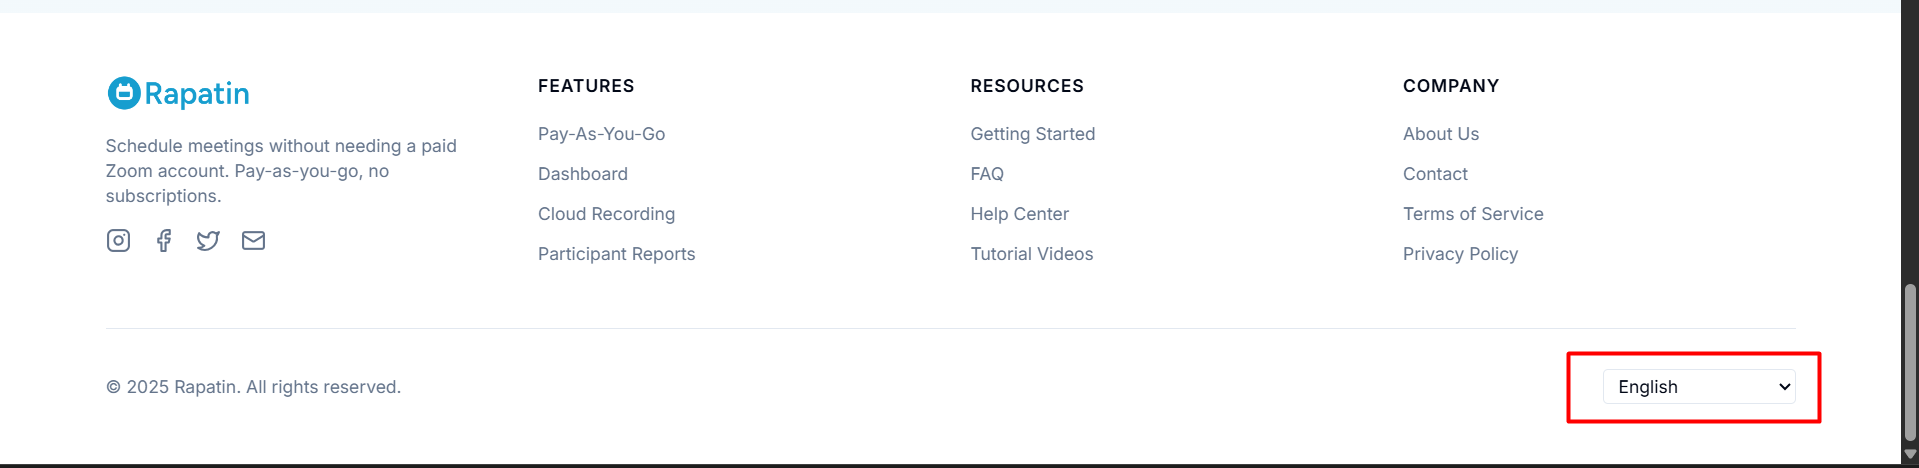 Rapatin
Schedule meetings without needing a paid
Zoom account. Pay-as-you-go, no
subscriptions.
FEATURES
Pay-As-You-Go
Dashboard
Cloud Recording
Participant Reports
RESOURCES
Getting Started
FAQ
Help Center
Tutorial Videos
COMPANY
About Us
Contact
Terms of Service
Privacy Policy
© 2025 Rapatin. All rights reserved.
English